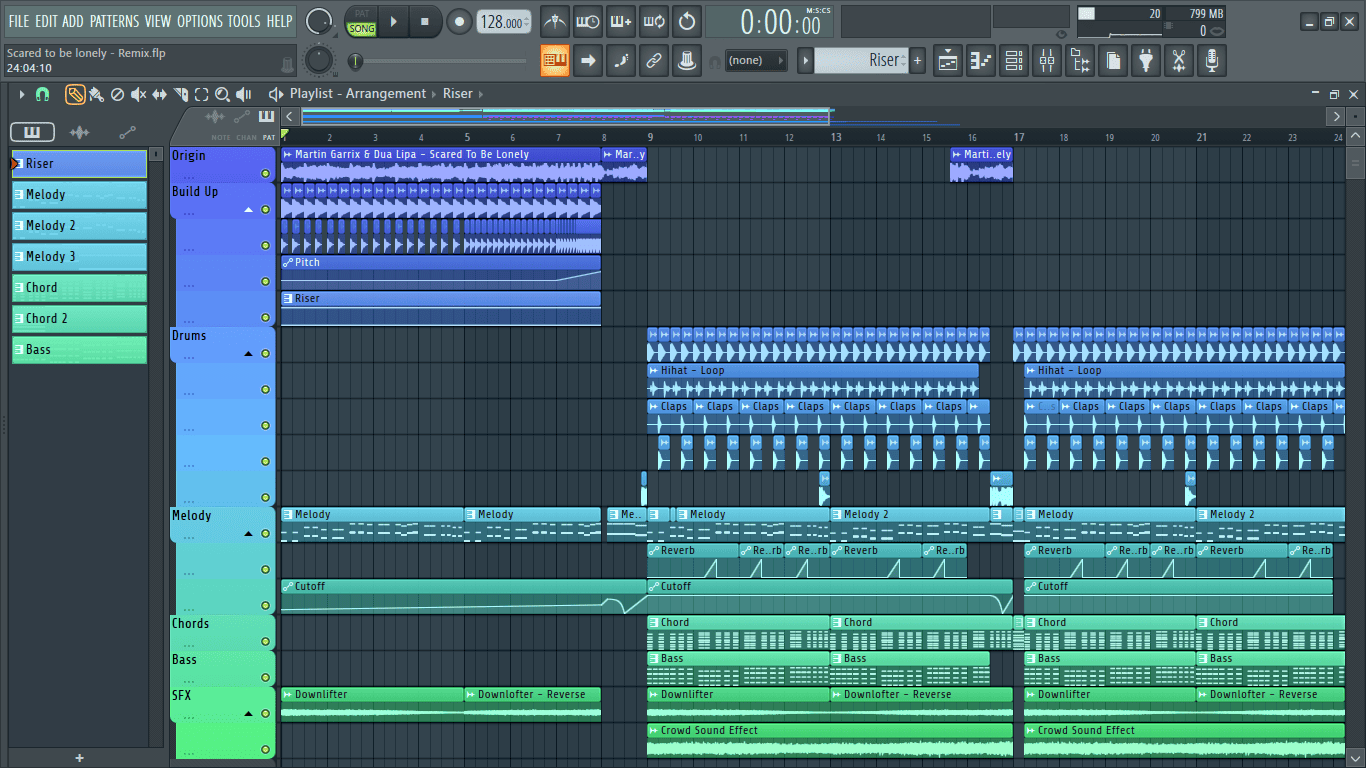 FILE EDIT ADD PATTERNS VIEW OPTIONS TOOLS HELP
PAT
SONG
128.000
M:S:CS
0:00:00
20
799 MB
0
Scared to be lonely - Remix.flp
24:04:10
(none)
Riser
+
Playlist - Arrangement › Riser ›
NOTE CHAN PAT
1 2 3 4 5 6 7 8 9 10 11 12 13 14 15 16 17 18 19 20 21 22 23 24
Riser
Melody
Melody 2
Melody 3
Chord
Chord 2
Bass
+
Origin
Martin Garrix & Dua Lipa - Scared To Be Lonely
Mar..y
Marti..ely
Build Up
Pitch
Riser
Drums
Hihat - Loop
Hihat - Loop
Claps Claps Claps Claps Claps Claps Claps
Claps Claps Claps Claps Claps Claps
Melody
Melody
Melody
Me..
Melody
Melody 2
Melody
Melody 2
Reverb Re..rb Re..rb Reverb Re..rb
Reverb Re..rb Re..rb Reverb Re..rb
Cutoff
Cutoff
Cutoff
Chords
Chord
Chord
Chord
Chord
Bass
Bass
Bass
Bass
Bass
SFX
Downlifter
Downlofter - Reverse
Downlifter
Downlofter - Reverse
Downlifter
Downlofter - Reverse
Crowd Sound Effect
Crowd Sound Effect